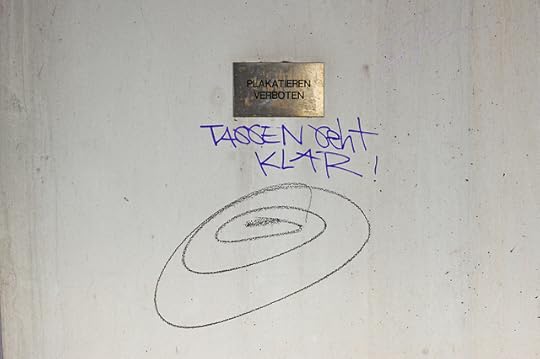 PLAKATIEREN
VERBOTEN
TASSEN geht
KLAR!